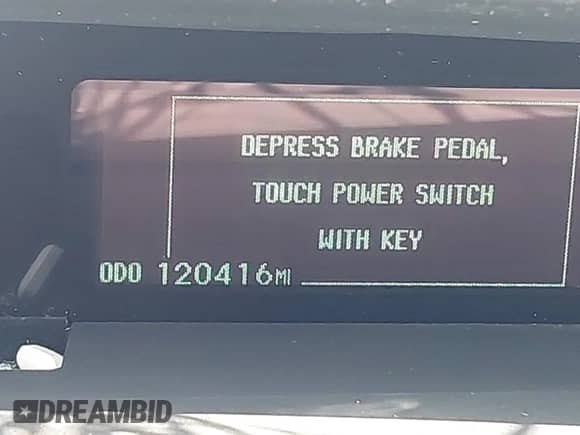 DEPRESS BRAKE PEDAL,
TOUCH POWER SWITCH
WITH KEY
ODO 120416MI
DREAMBID